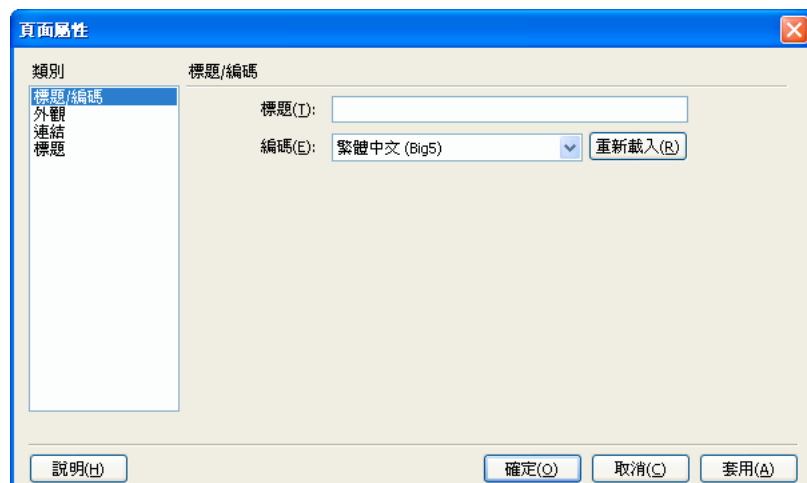 頁面屬性
類別
標題/編碼
標題/編碼
外觀
連結
標題
標題(T):
編碼(E): 繁體中文 (Big5) 重新載入(R)
說明(H) 確定(O) 取消(C) 套用(A)